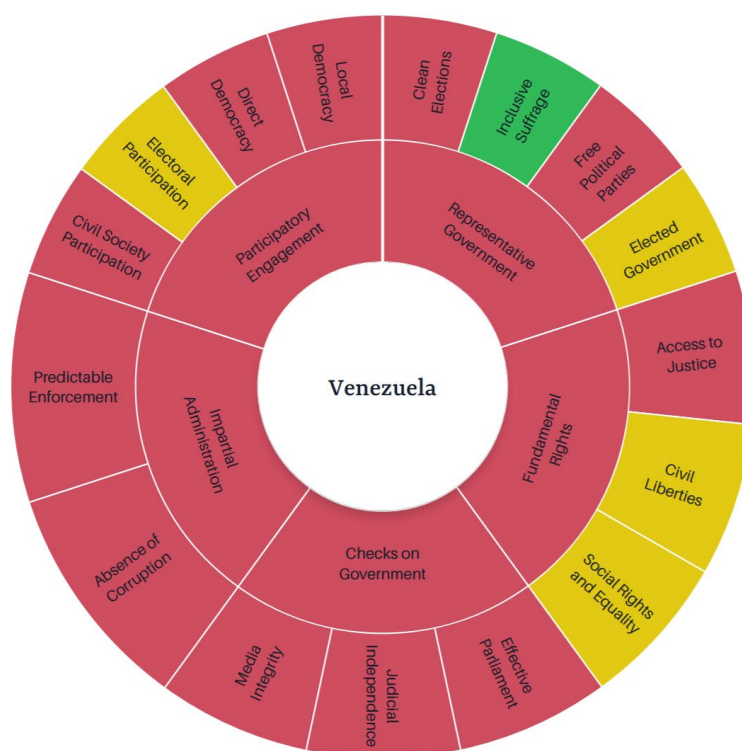 Venezuela
Representative
Government
Clean
Elections
Inclusive
Suffrage
Free
Political
Parties
Elected
Government
Fundamental
Rights
Access to
Justice
Civil
Liberties
Social Rights
and Equality
Checks on
Government
Effective
Parliament
Judicial
Independence
Media
Integrity
Impartial
Administration
Absence of
Corruption
Predictable
Enforcement
Participatory
Engagement
Civil Society
Participation
Electoral
Participation
Direct
Democracy
Local
Democracy